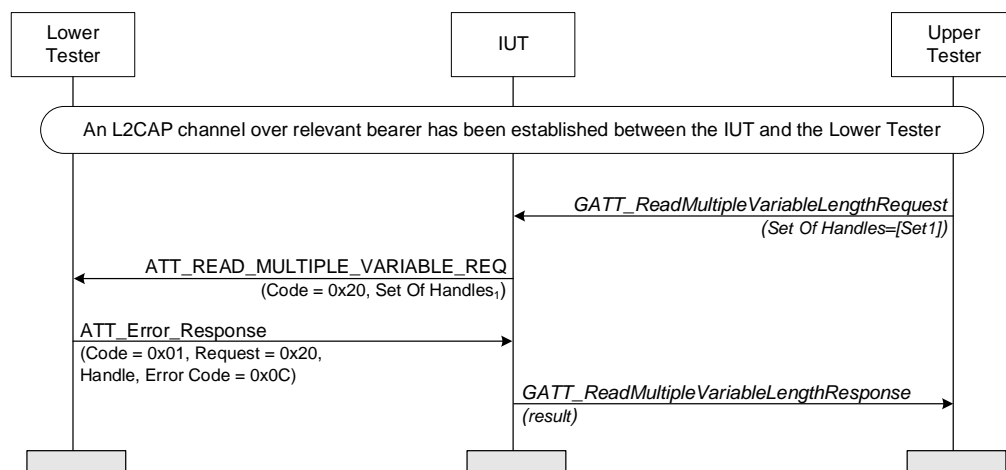 Lower
Tester
IUT
Upper
Tester
An L2CAP channel over relevant bearer has been established between the IUT and the Lower Tester
GATT_ReadMultipleVariableLengthRequest
(Set Of Handles=[Set1])
ATT_READ_MULTIPLE_VARIABLE_REQ
(Code = 0x20, Set Of Handles₁)
ATT_Error_Response
(Code = 0x01, Request = 0x20,
Handle, Error Code = 0x0C)
GATT_ReadMultipleVariableLengthResponse
(result)